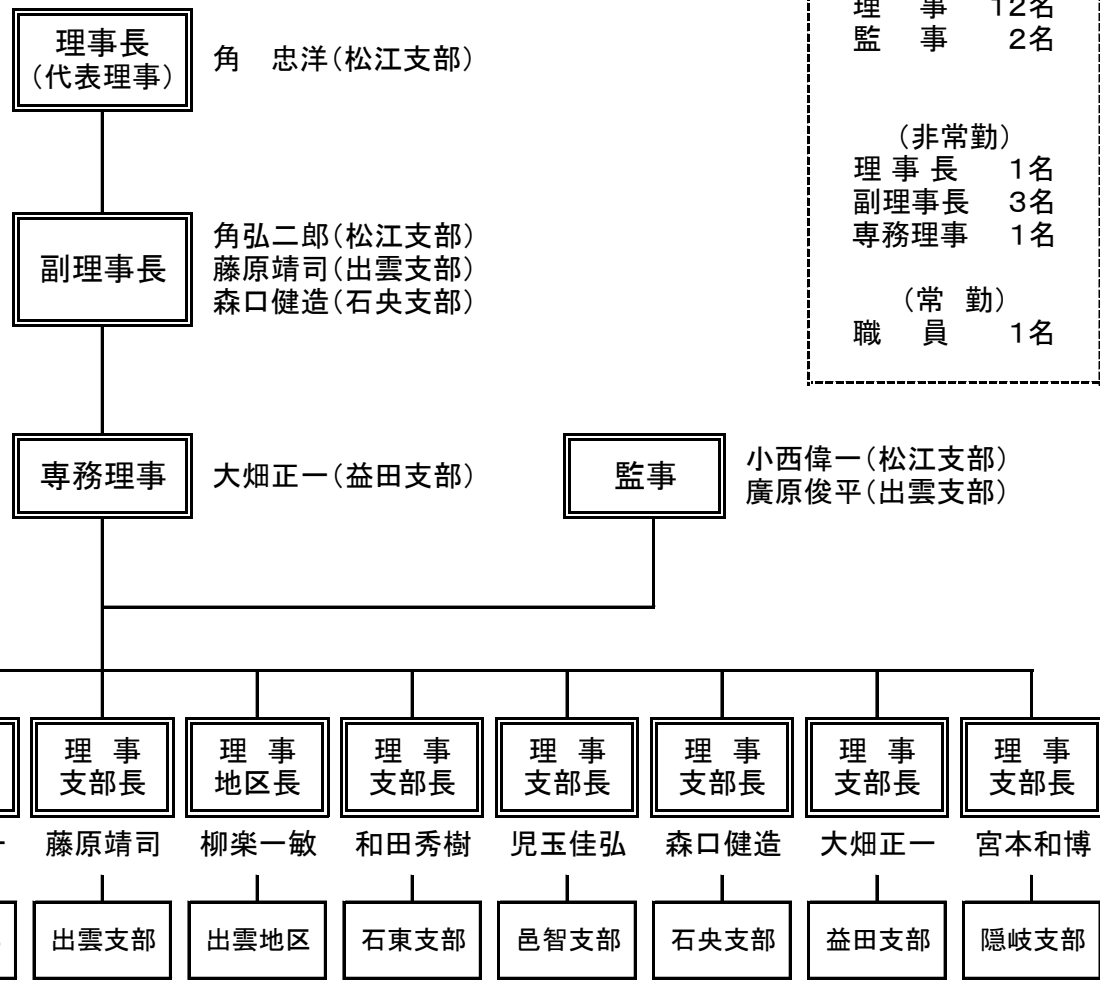 理　事　12名
監　事　2名
（非常勤）
理 事 長　1名
副理事長　3名
専務理事　1名
（常　勤）
職　員　1名
理事長
（代表理事）
角　忠洋（松江支部）
副理事長
角弘二郎（松江支部）
藤原靖司（出雲支部）
森口健造（石央支部）
専務理事
大畑正一（益田支部）
監事
小西偉一（松江支部）
廣原俊平（出雲支部）
理　事
支部長
理　事
地区長
理　事
支部長
理　事
支部長
理　事
支部長
理　事
支部長
理　事
支部長
藤原靖司
柳楽一敏
和田秀樹
児玉佳弘
森口健造
大畑正一
宮本和博
出雲支部
出雲地区
石東支部
邑智支部
石央支部
益田支部
隠岐支部